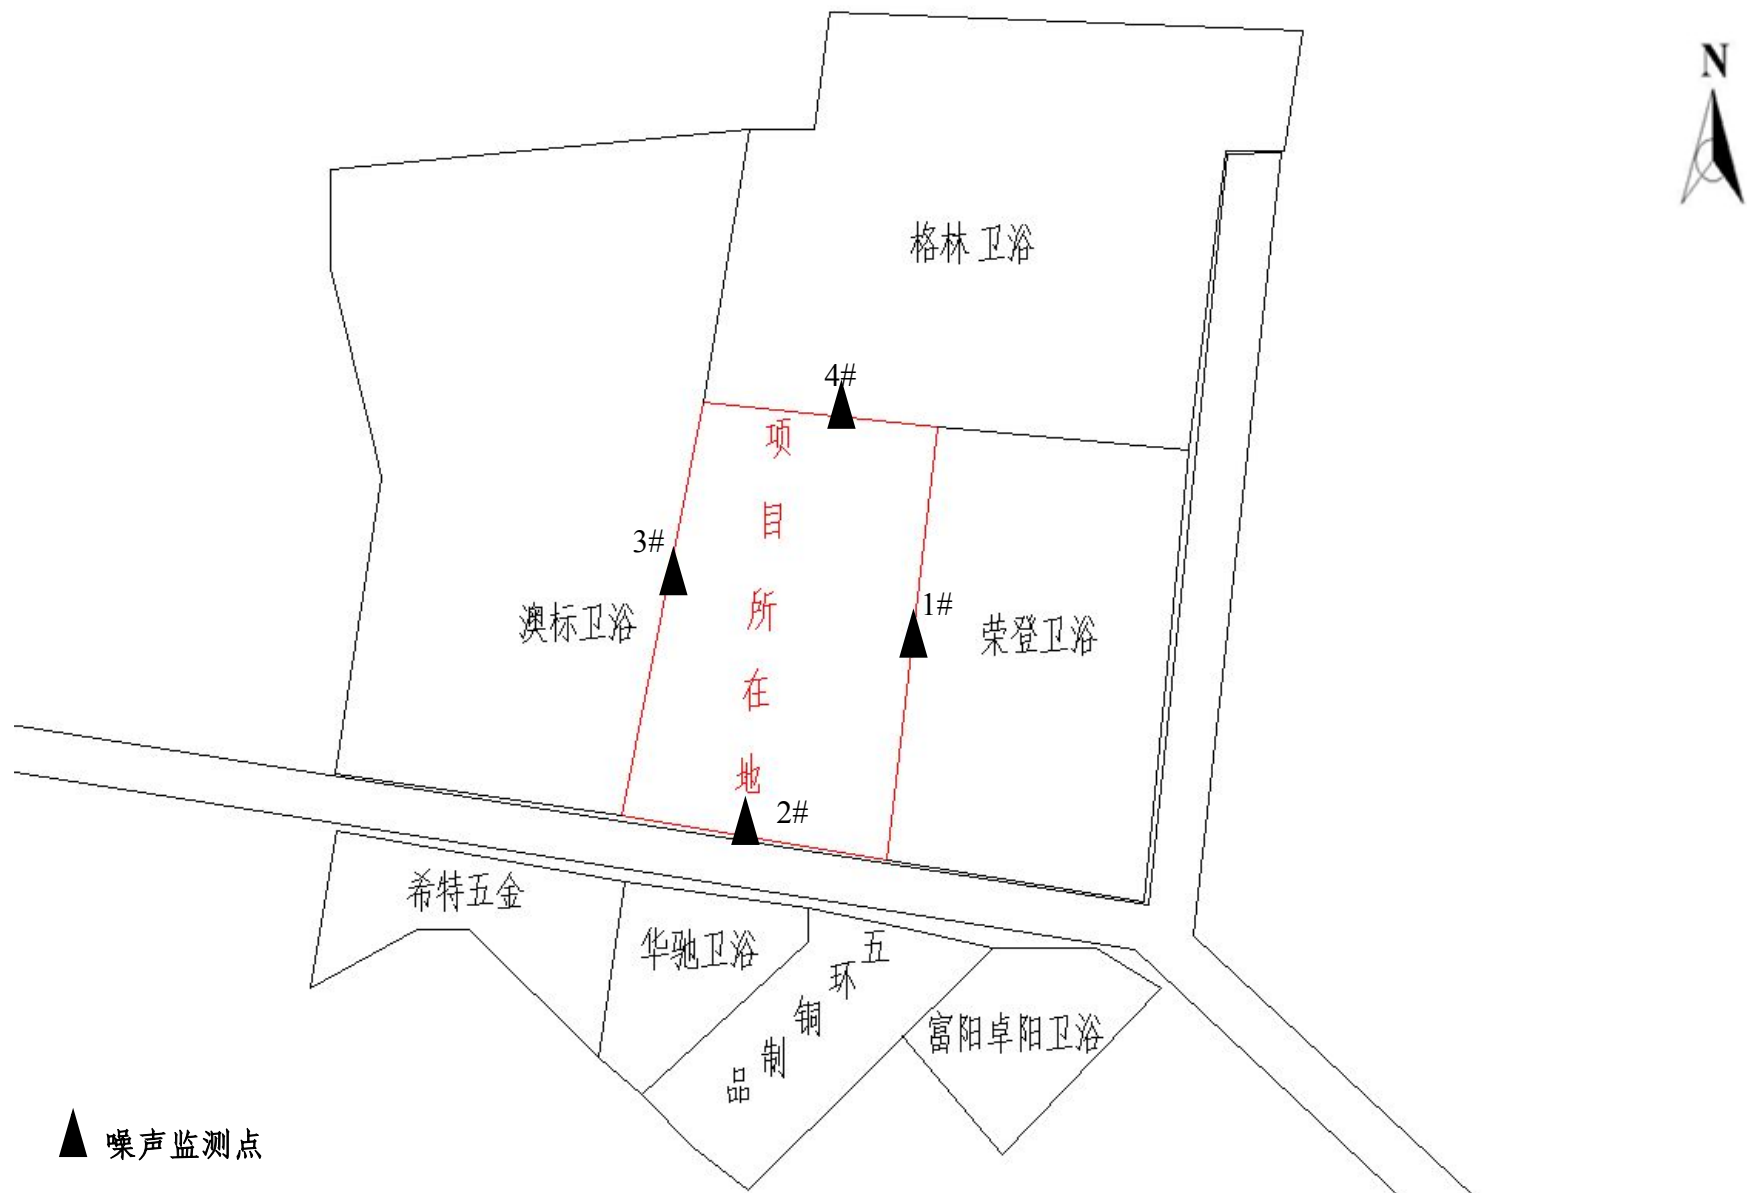 N
格林卫浴
4#
项目所在地
3#
1#
澳标卫浴
荣登卫浴
2#
希特五金
华驰卫浴
五环铜制品
富阳卓阳卫浴
噪声监测点